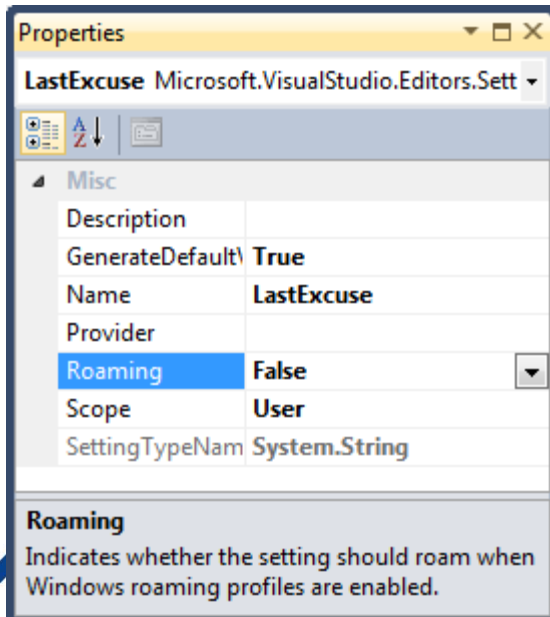 Properties
LastExcuse Microsoft.VisualStudio.Editors.Sett
Misc
Description
GenerateDefaultV True
Name LastExcuse
Provider
Roaming False
Scope User
SettingTypeNam System.String
Roaming
Indicates whether the setting should roam when
Windows roaming profiles are enabled.